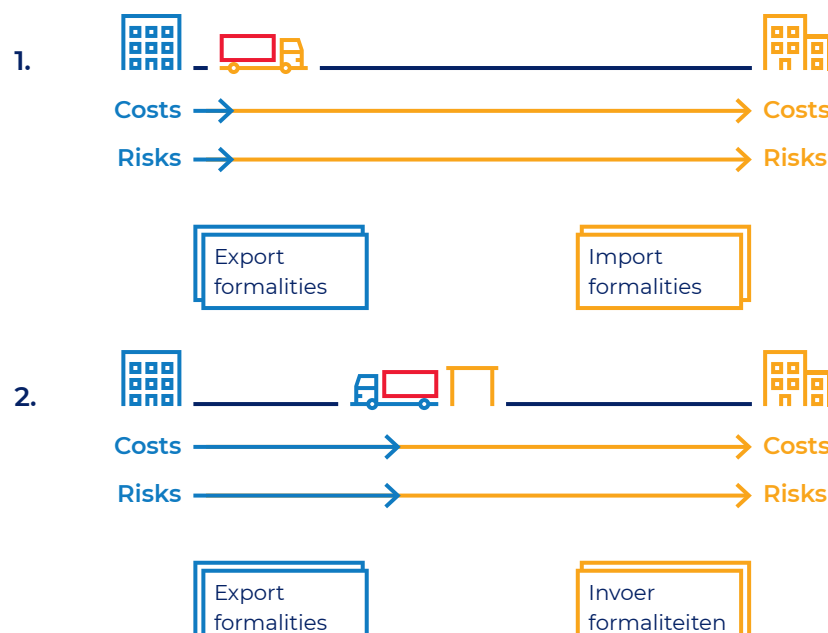 1.
Costs Costs
Risks Risks
Export
formalities
Import
formalities
2.
Costs Costs
Risks Risks
Export
formalities
Invoer
formaliteiten